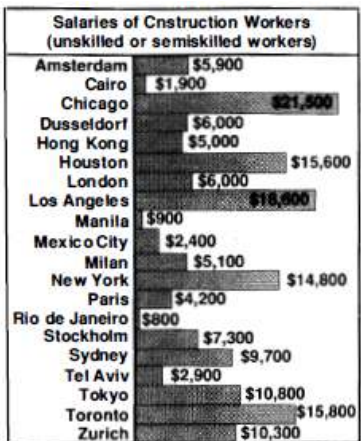 Salaries of Cnstruction Workers
(unskilled or semiskilled workers)
Amsterdam $5,900
Cairo $1,900
Chicago $21,500
Dusseldorf $6,000
Hong Kong $5,000
Houston $15,600
London $6,000
Los Angeles $18,600
Manila $900
Mexico City $2,400
Milan $5,100
New York $14,800
Paris $4,200
Rio de Janeiro $800
Stockholm $7,300
Sydney $9,700
Tel Aviv $2,900
Tokyo $10,800
Toronto $15,800
Zurich $10,300